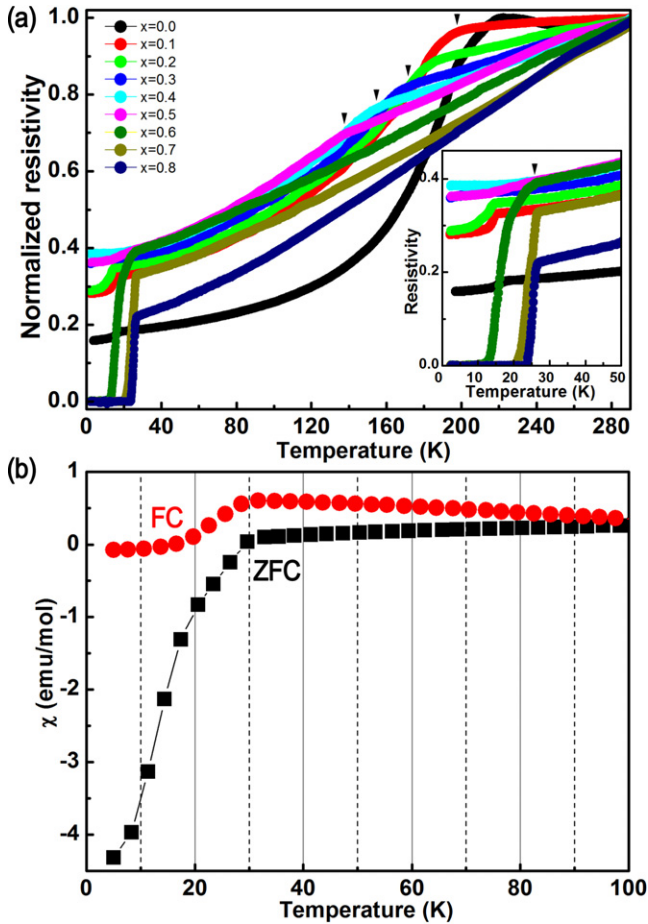 (a)
x=0.0
x=0.1
x=0.2
x=0.3
x=0.4
x=0.5
x=0.6
x=0.7
x=0.8
1.0
0.8
0.6
0.4
0.2
0.0
Normalized resistivity
0 40 80 120 160 200 240 280
Temperature (K)
0.4
0.2
0.0
Resistivity
0 10 20 30 40 50
Temperature (K)
(b)
1
0
-1
-2
-3
-4
χ (emu/mol)
FC
ZFC
0 20 40 60 80 100
Temperature (K)